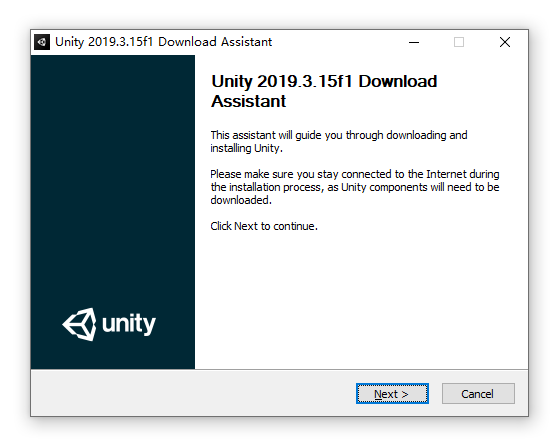 Unity 2019.3.15f1 Download Assistant
Unity 2019.3.15f1 Download
Assistant
This assistant will guide you through downloading and
installing Unity.
Please make sure you stay connected to the Internet during
the installation process, as Unity components will need to be
downloaded.
Click Next to continue.
unity
Next >
Cancel